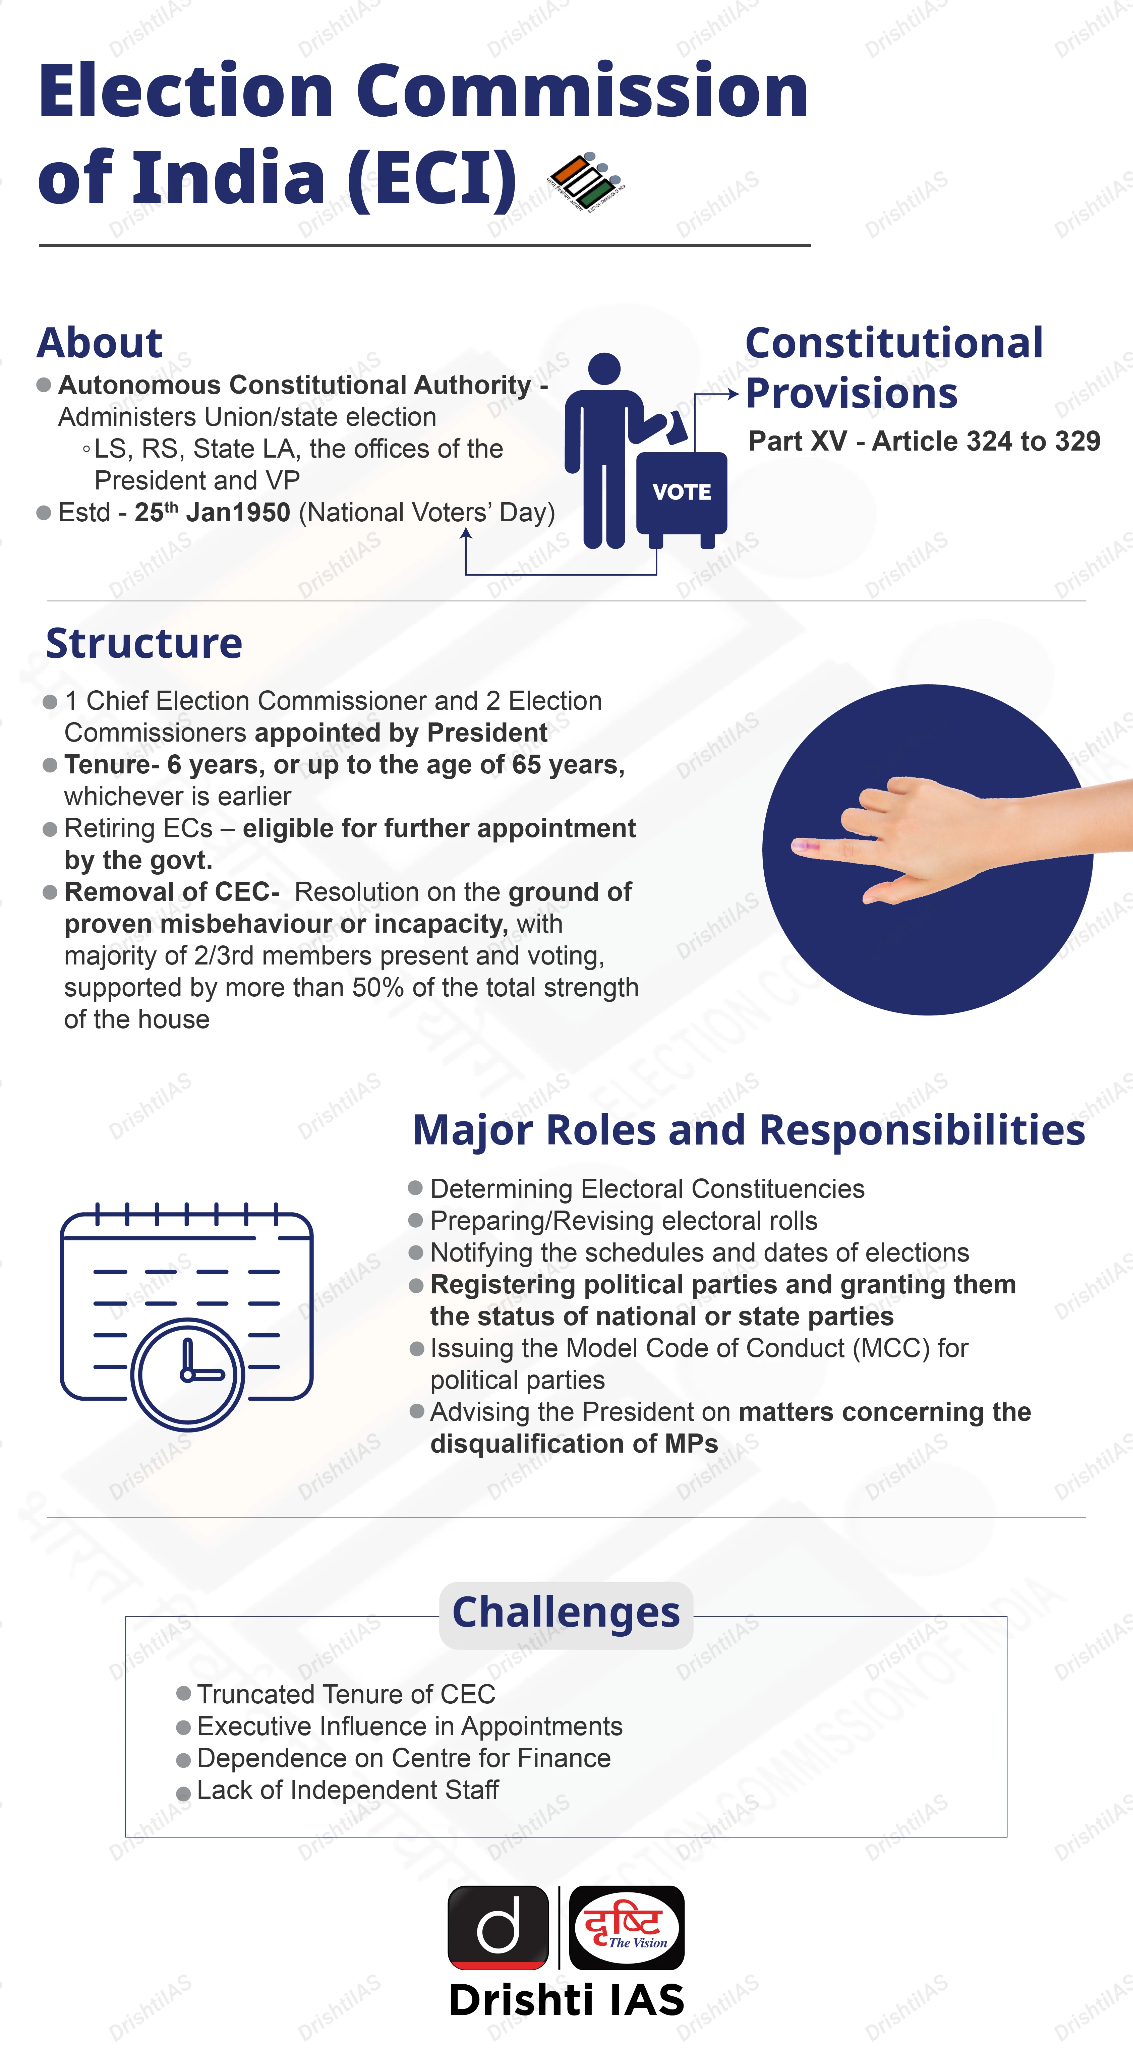 Election Commission
of India (ECI)
About
Autonomous Constitutional Authority -
Administers Union/state election
LS, RS, State LA, the offices of the
President and VP
Estd - 25th Jan1950 (National Voters' Day)
VOTE
Constitutional
Provisions
Part XV - Article 324 to 329
Structure
1 Chief Election Commissioner and 2 Election
Commissioners appointed by President
Tenure- 6 years, or up to the age of 65 years,
whichever is earlier
Retiring ECs – eligible for further appointment
by the govt.
Removal of CEC- Resolution on the ground of
proven misbehaviour or incapacity, with
majority of 2/3rd members present and voting,
supported by more than 50% of the total strength
of the house
Major Roles and Responsibilities
Determining Electoral Constituencies
Preparing/Revising electoral rolls
Notifying the schedules and dates of elections
Registering political parties and granting them
the status of national or state parties
Issuing the Model Code of Conduct (MCC) for
political parties
Advising the President on matters concerning the
disqualification of MPs
Challenges
Truncated Tenure of CEC
Executive Influence in Appointments
Dependence on Centre for Finance
Lack of Independent Staff
d
दृष्टि
The Vision
Drishti IAS
DrishtiIAS
ELECTION COMMISSION OF INDIA